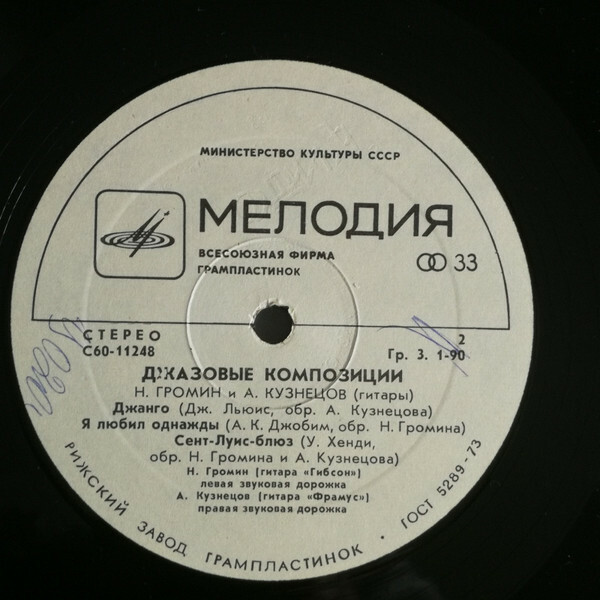 МИНИСТЕРСТВО КУЛЬТУРЫ СССР
МЕЛОДИЯ
ВСЕСОЮЗНАЯ ФИРМА
ГРАМПЛАСТИНОК
33
СТЕРЕО
2
С60-11248
Гр. 3. 1-90
ДЖАЗОВЫЕ КОМПОЗИЦИИ
Н. ГРОМИН и А. КУЗНЕЦОВ (гитары)
Джанго (Дж. Льюис, обр. А. Кузнецова)
Я любил однажды (А. К. Джобим, обр. Н. Громина)
Сент-Луис-блюз (У. Хенди,
обр. Н. Громина и А. Кузнецова)
Н. Громин (гитара «Гибсон»)
левая звуковая дорожка
А. Кузнецов (гитара «Фрамус»)
правая звуковая дорожка
РИЖСКИЙ ЗАВОД ГРАМПЛАСТИНОК • ГОСТ 5289-73